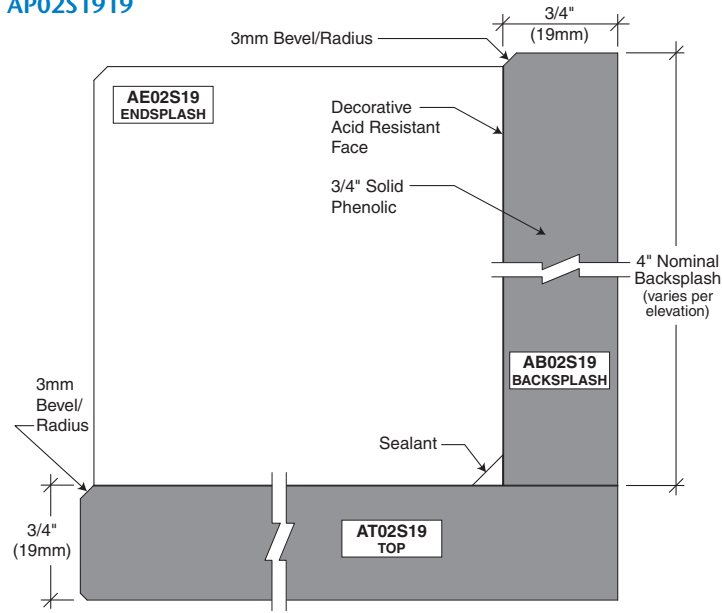 AP02S1919
3/4"
(19mm)
3mm Bevel/Radius
AE02S19
ENDSPLASH
Decorative
Acid Resistant
Face
3/4" Solid
Phenolic
4" Nominal
Backsplash
(varies per
elevation)
AB02S19
BACKSPLASH
3mm
Bevel/
Radius
Sealant
3/4"
(19mm)
AT02S19
TOP